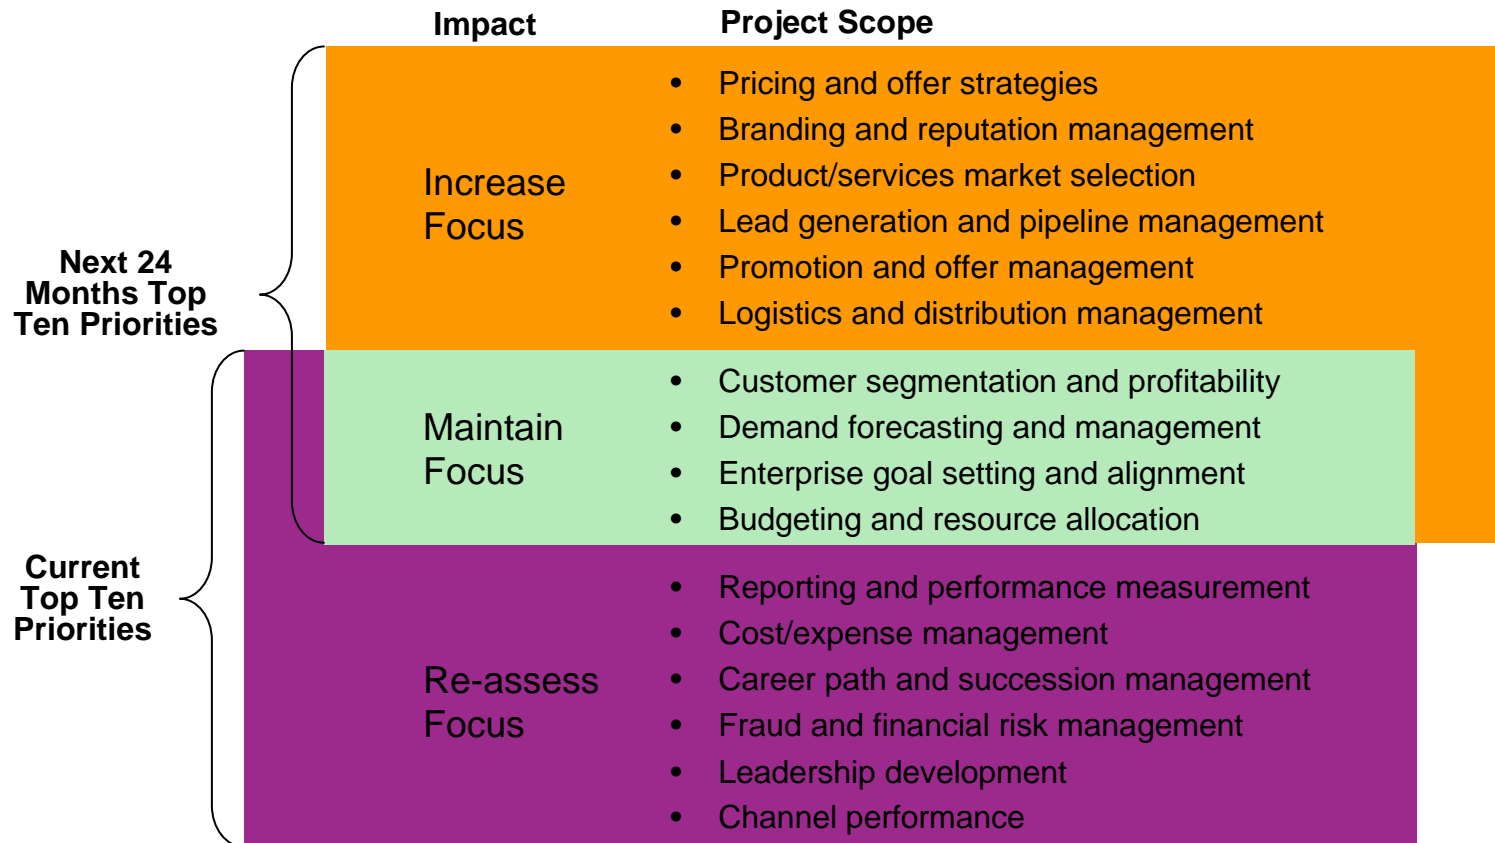 Impact Project Scope
• Pricing and offer strategies
• Branding and reputation management
Increase
Focus
• Product/services market selection
• Lead generation and pipeline management
• Promotion and offer management
• Logistics and distribution management
Next 24
Months Top
Ten Priorities
• Customer segmentation and profitability
Maintain
Focus
• Demand forecasting and management
• Enterprise goal setting and alignment
• Budgeting and resource allocation
Current
Top Ten
Priorities
• Reporting and performance measurement
• Cost/expense management
Re-assess
Focus
• Career path and succession management
• Fraud and financial risk management
• Leadership development
• Channel performance